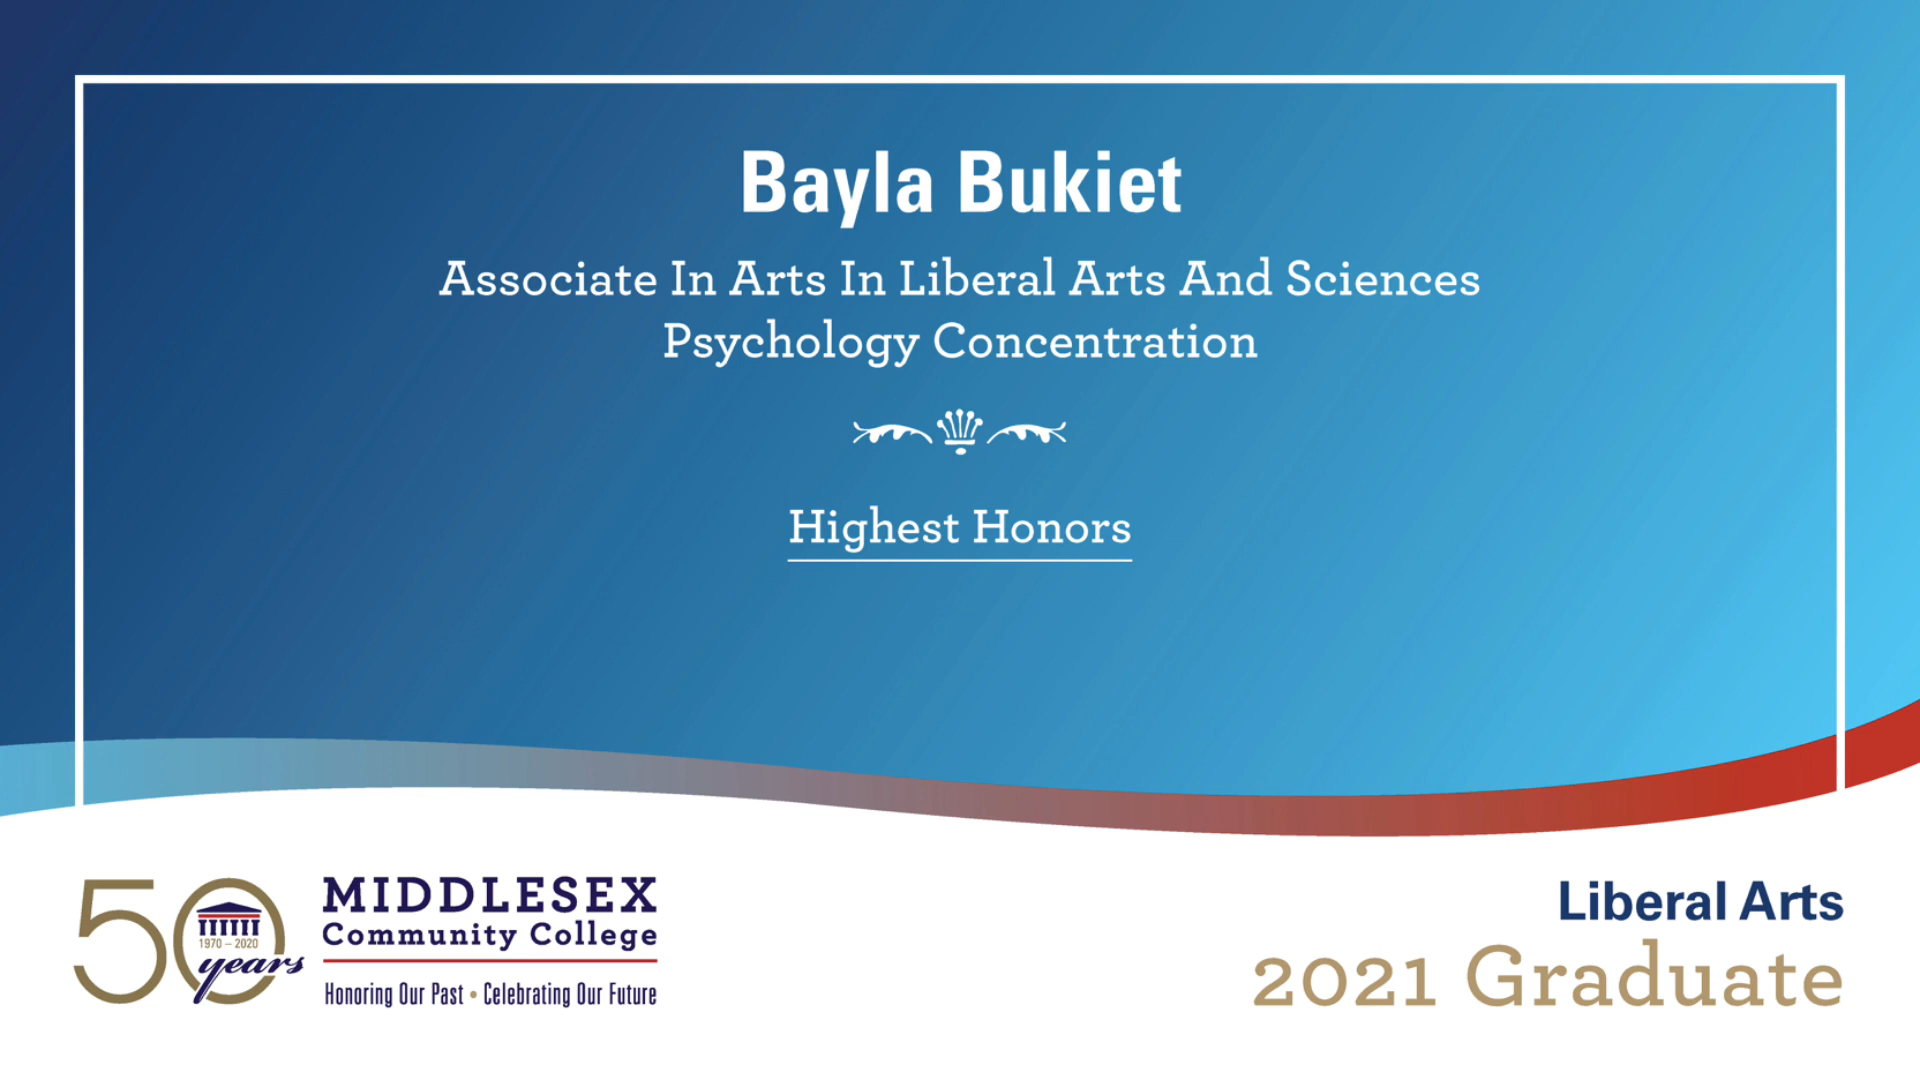 Bayla Bukiet
Associate In Arts In Liberal Arts And Sciences
Psychology Concentration
Highest Honors
50
1970 – 2020
years
MIDDLESEX
Community College
Honoring Our Past • Celebrating Our Future
Liberal Arts
2021 Graduate